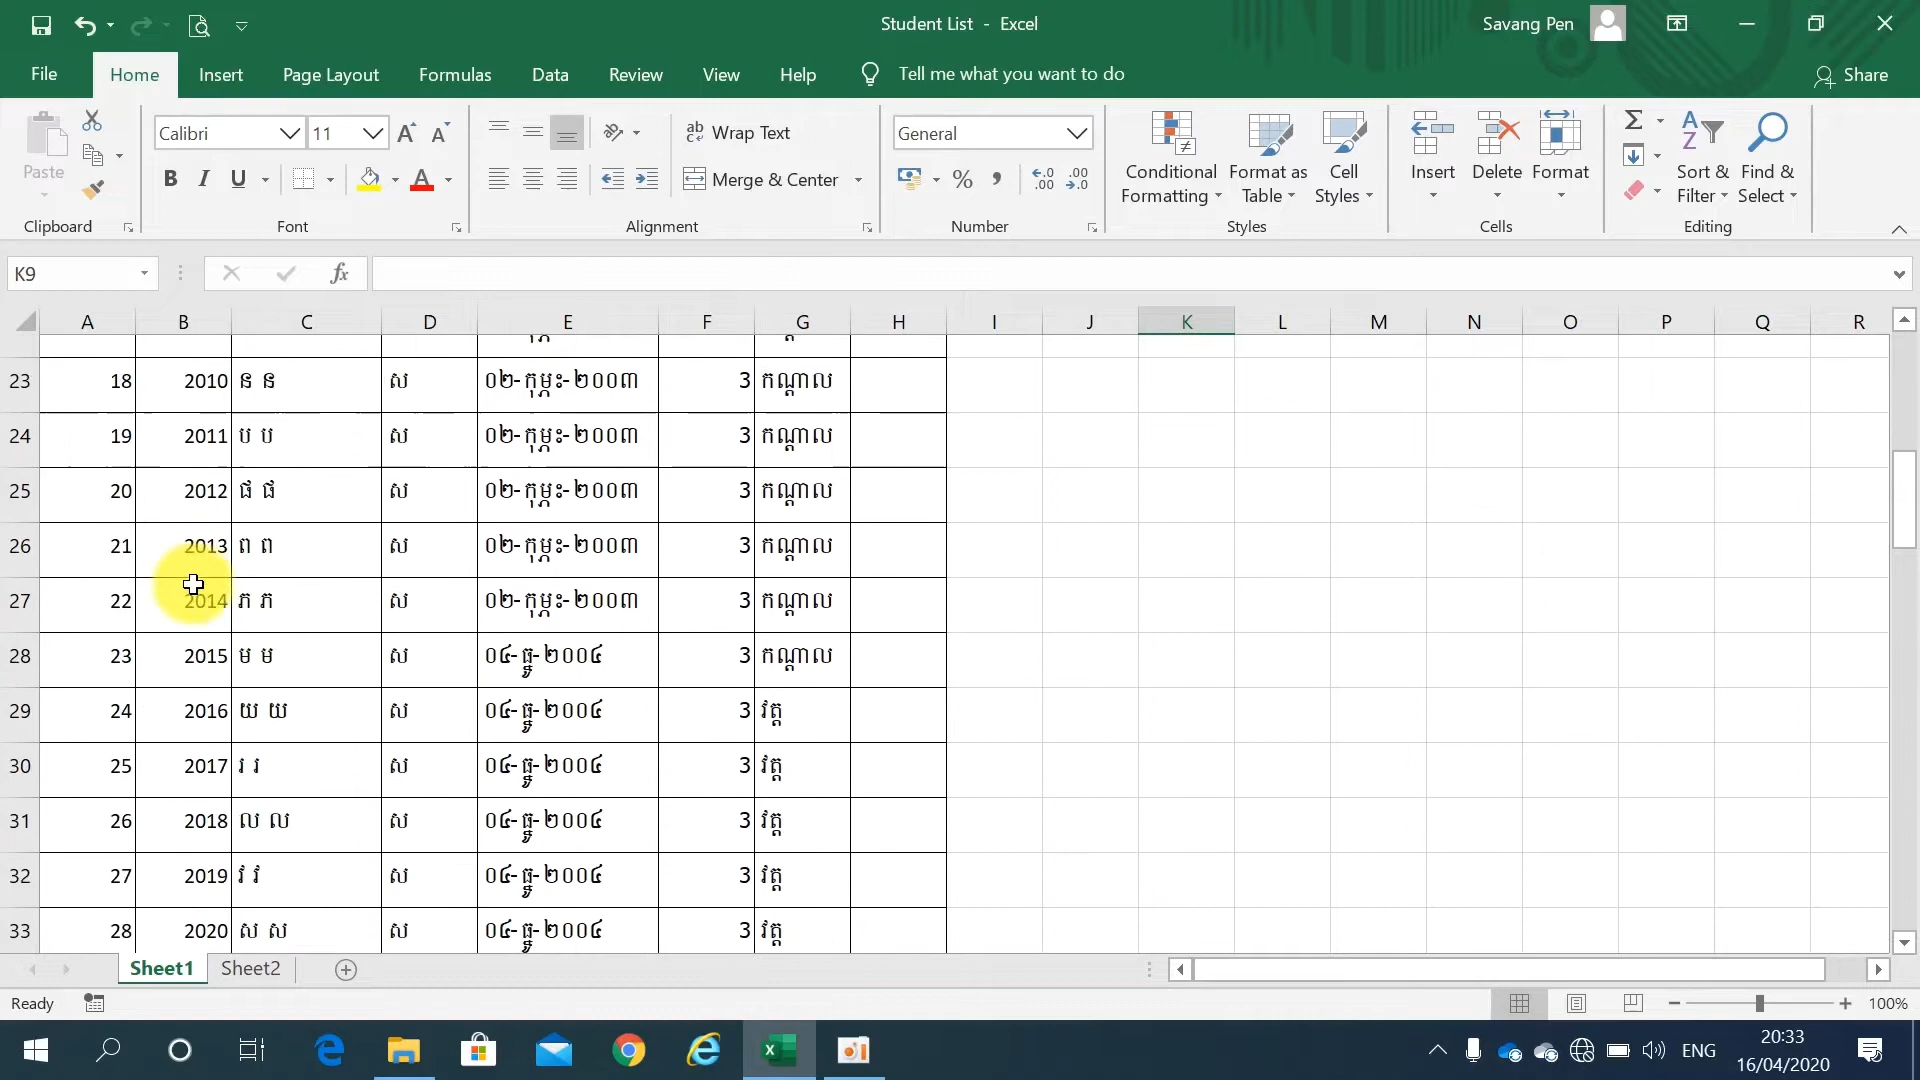 Student List - Excel
Savang Pen
File Home Insert Page Layout Formulas Data Review View Help Tell me what you want to do Share
Calibri 11 Wrap Text General
Paste B I U Merge & Center % Conditional Formatting Format as Table Cell Styles Insert Delete Format Sort & Filter Find & Select
Clipboard Font Alignment Number Styles Cells Editing
K9 fx
A B C D E F G H I J K L M N O P Q R
23 18 2010 ន ន ស ០២-កុម្ភះ-២០០៣ 3 កណ្តាល
24 19 2011 ប ប ស ០២-កុម្ភះ-២០០៣ 3 កណ្តាល
25 20 2012 ផ ផ ស ០២-កុម្ភះ-២០០៣ 3 កណ្តាល
26 21 2013 ព ព ស ០២-កុម្ភះ-២០០៣ 3 កណ្តាល
27 22 2014 ភ ភ ស ០២-កុម្ភះ-២០០៣ 3 កណ្តាល
28 23 2015 ម ម ស ០៤-ធ្នូ-២០០៤ 3 កណ្តាល
29 24 2016 យ យ ស ០៤-ធ្នូ-២០០៤ 3 វត្ត
30 25 2017 រ រ ស ០៤-ធ្នូ-២០០៤ 3 វត្ត
31 26 2018 ល ល ស ០៤-ធ្នូ-២០០៤ 3 វត្ត
32 27 2019 វ វ ស ០៤-ធ្នូ-២០០៤ 3 វត្ត
33 28 2020 ស ស ស ០៤-ធ្នូ-២០០៤ 3 វត្ត
Sheet1 Sheet2
Ready 100%
ENG 20:33
16/04/2020